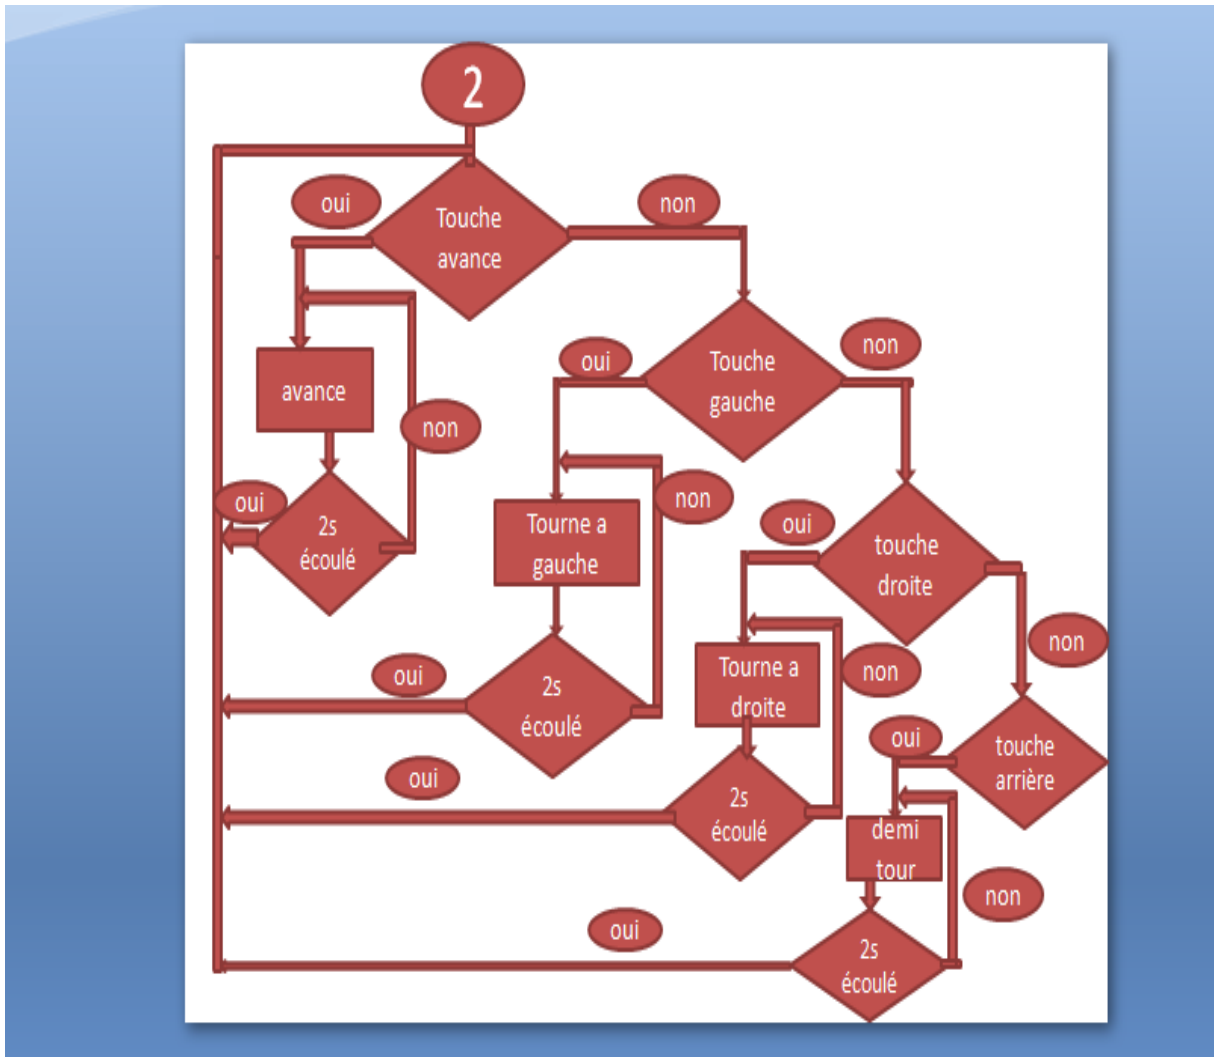 2
oui
non
Touche
avance
oui
non
Touche
gauche
avance
non
oui
2s
écoulé
non
Tourne a
gauche
oui
touche
droite
non
oui
2s
écoulé
Tourne a
droite
non
oui
touche
arrière
oui
2s
écoulé
demi
tour
non
oui
2s
écoulé